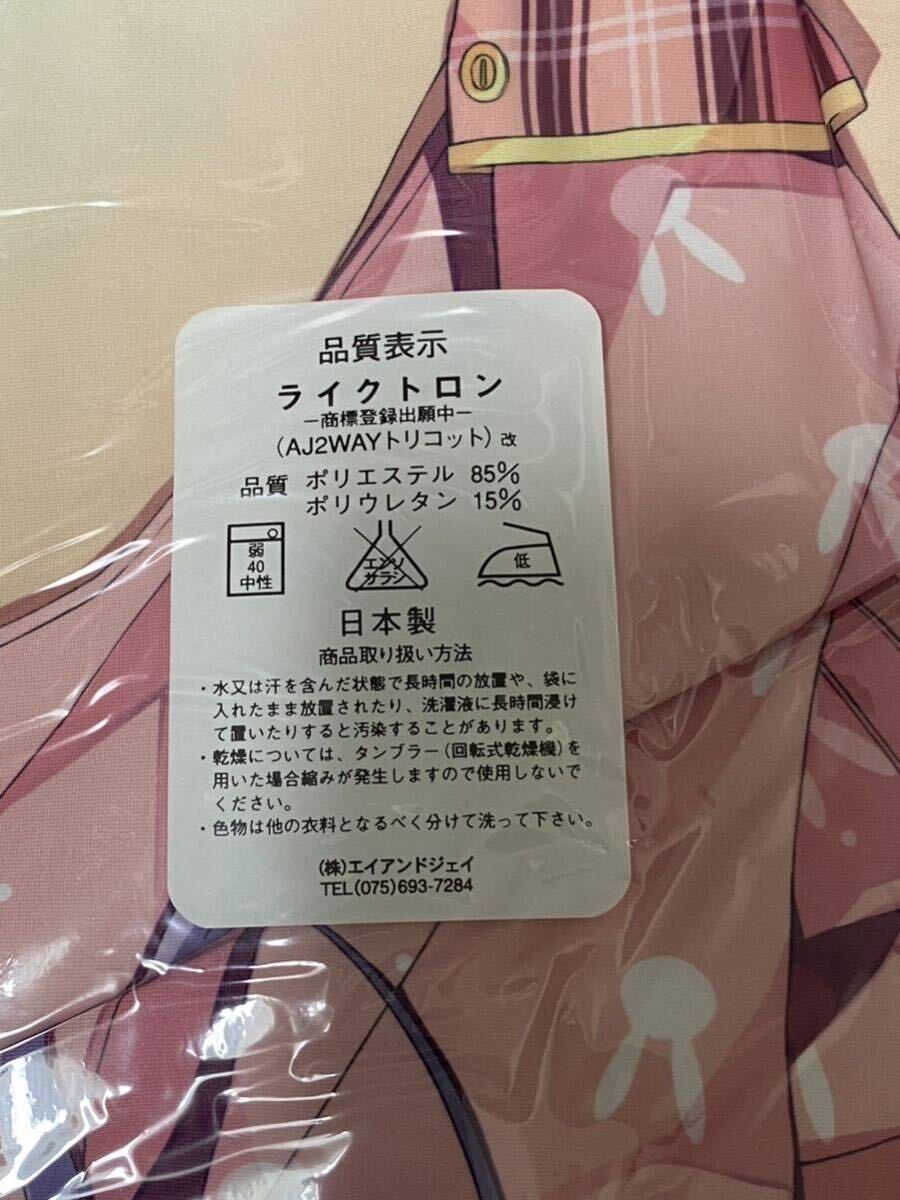 品質表示
ライクトロン
ー商標登録出願中ー
（AJ2WAYトリコット）改
品質 ポリエステル 85%
ポリウレタン 15%
弱
40
中性
エンソ
サラシ
低
日本製
商品取り扱い方法
・水又は汗を含んだ状態で長時間の放置や、袋に
入れたまま放置されたり、洗濯液に長時間浸け
て置いたりすると汚染することがあります。
・乾燥については、タンブラー（回転式乾燥機）を
用いた場合縮みが発生しますので使用しないで
ください。
・色物は他の衣料となるべく分けて洗って下さい。
（株）エイアンドジェイ
TEL(075)693-7284